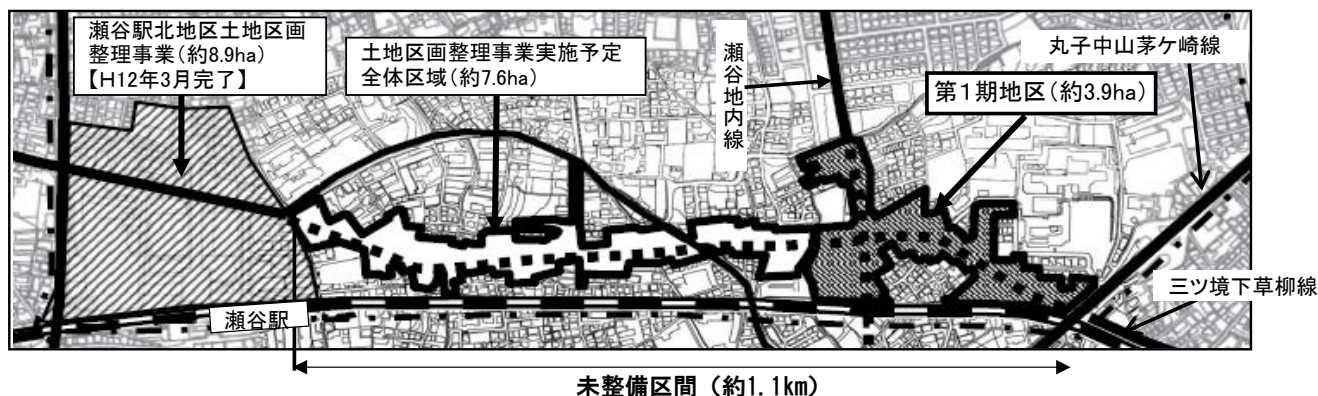 瀬谷駅北地区土地区画
整理事業(約8.9ha)
【H12年3月完了】
土地区画整理事業実施予定
全体区域(約7.6ha)
瀬谷地内線
丸子中山茅ケ崎線
第1期地区(約3.9ha)
三ツ境下草柳線
瀬谷駅
未整備区間(約1.1km)